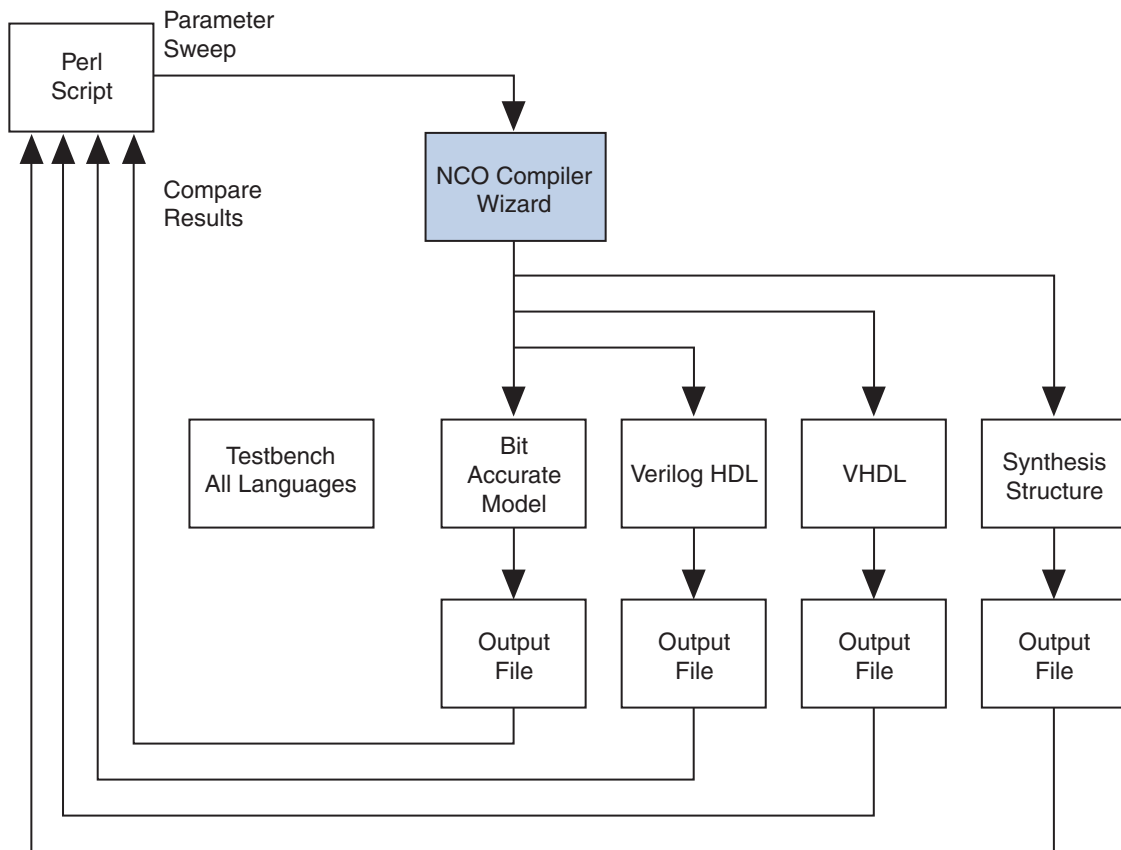 Parameter
Sweep
Perl
Script
NCO Compiler
Wizard
Compare
Results
Testbench
All Languages
Bit
Accurate
Model
Verilog HDL
VHDL
Synthesis
Structure
Output
File
Output
File
Output
File
Output
File